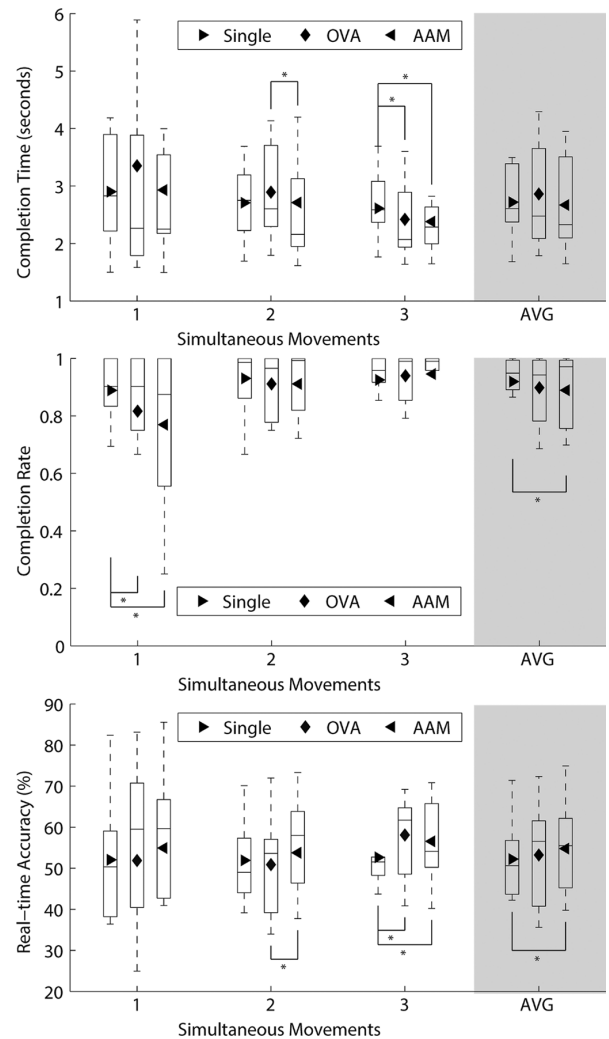 6
5
4
3
2
1
Completion Time (seconds)
Single OVA AAM
*
*
*
1 2 3 AVG
Simultaneous Movements
1
0.8
0.6
0.4
0.2
0
Completion Rate
*
*
*
Single OVA AAM
1 2 3 AVG
Simultaneous Movements
90
80
70
60
50
40
30
20
Real-time Accuracy (%)
Single OVA AAM
*
*
*
*
1 2 3 AVG
Simultaneous Movements